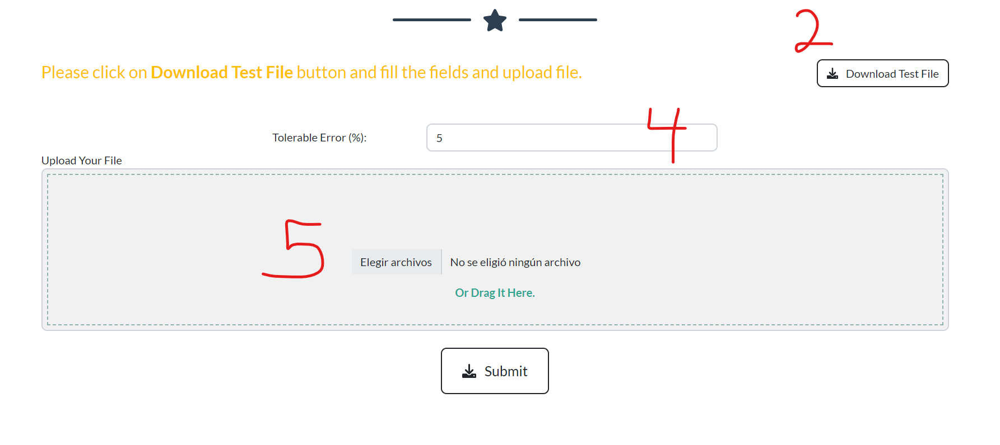 2
Please click on Download Test File button and fill the fields and upload file.
Download Test File
4
Tolerable Error (%):
5
Upload Your File
5
Elegir archivos
No se eligió ningún archivo
Or Drag It Here.
Submit